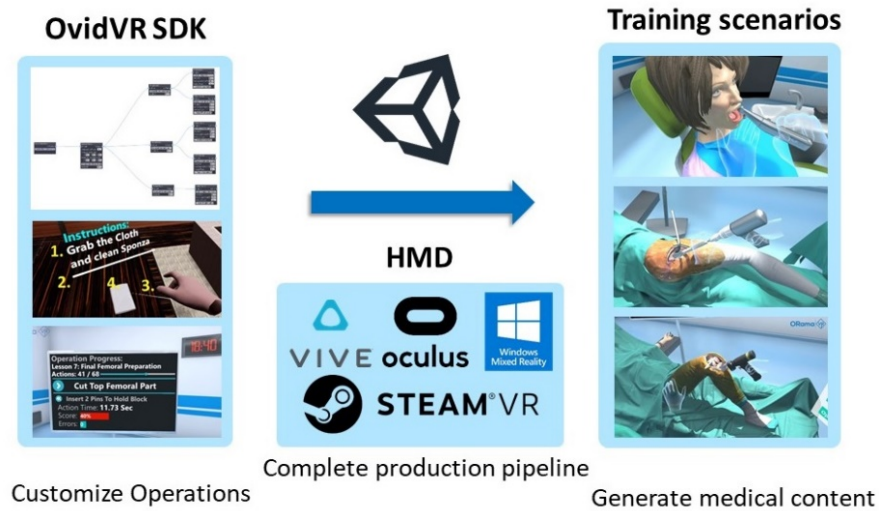 OvidVR SDK
Training scenarios
Instructions:
1. Grab the Cloth
and clean Sponza
2.
4.
3.
10:40
Operation Progress:
Lesson 7: Final Femoral Preparation
Actions: 41 / 68
Cut Top Femoral Part
Insert 2 Pins To Hold Block
Action Time: 11.73 Sec
Score:
Errors:
HMD
VIVE
oculus
Windows
Mixed Reality
STEAM®VR
ORamaVR
Customize Operations
Complete production pipeline
Generate medical content